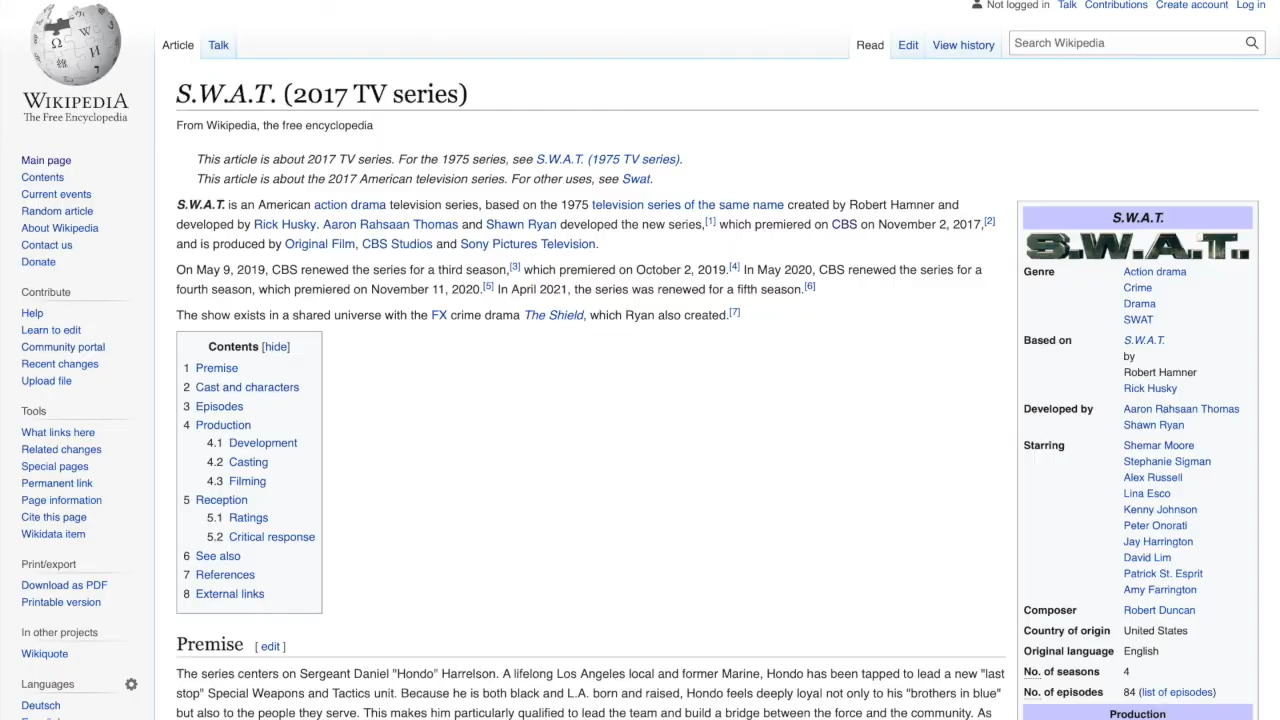 Not logged in Talk Contributions Create account Log in
Article Talk Read Edit View history Search Wikipedia
WIKIPEDIA
The Free Encyclopedia
Main page
Contents
Current events
Random article
About Wikipedia
Contact us
Donate
Contribute
Help
Learn to edit
Community portal
Recent changes
Upload file
Tools
What links here
Related changes
Special pages
Permanent link
Page information
Cite this page
Wikidata item
Print/export
Download as PDF
Printable version
In other projects
Wikiquote
Languages
Deutsch
S.W.A.T. (2017 TV series)
From Wikipedia, the free encyclopedia
This article is about 2017 TV series. For the 1975 series, see S.W.A.T. (1975 TV series).
This article is about the 2017 American television series. For other uses, see Swat.
S.W.A.T. is an American action drama television series, based on the 1975 television series of the same name created by Robert Hamner and
developed by Rick Husky. Aaron Rahsaan Thomas and Shawn Ryan developed the new series,[1] which premiered on CBS on November 2, 2017,[2]
and is produced by Original Film, CBS Studios and Sony Pictures Television.
On May 9, 2019, CBS renewed the series for a third season,[3] which premiered on October 2, 2019.[4] In May 2020, CBS renewed the series for a
fourth season, which premiered on November 11, 2020.[5] In April 2021, the series was renewed for a fifth season.[6]
The show exists in a shared universe with the FX crime drama The Shield, which Ryan also created.[7]
Contents [hide]
1 Premise
2 Cast and characters
3 Episodes
4 Production
4.1 Development
4.2 Casting
4.3 Filming
5 Reception
5.1 Ratings
5.2 Critical response
6 See also
7 References
8 External links
Premise [ edit ]
The series centers on Sergeant Daniel "Hondo" Harrelson. A lifelong Los Angeles local and former Marine, Hondo has been tapped to lead a new "last
stop" Special Weapons and Tactics unit. Because he is both black and L.A. born and raised, Hondo feels deeply loyal not only to his "brothers in blue"
but also to the people they serve. This makes him particularly qualified to lead the team and build a bridge between the force and the community. As
S.W.A.T.
S.W.A.T.
Genre Action drama
Crime
Drama
SWAT
Based on S.W.A.T.
by
Robert Hamner
Rick Husky
Developed by Aaron Rahsaan Thomas
Shawn Ryan
Starring Shemar Moore
Stephanie Sigman
Alex Russell
Lina Esco
Kenny Johnson
Peter Onorati
Jay Harrington
David Lim
Patrick St. Esprit
Amy Farrington
Composer Robert Duncan
Country of origin United States
Original language English
No. of seasons 4
No. of episodes 84 (list of episodes)
Production